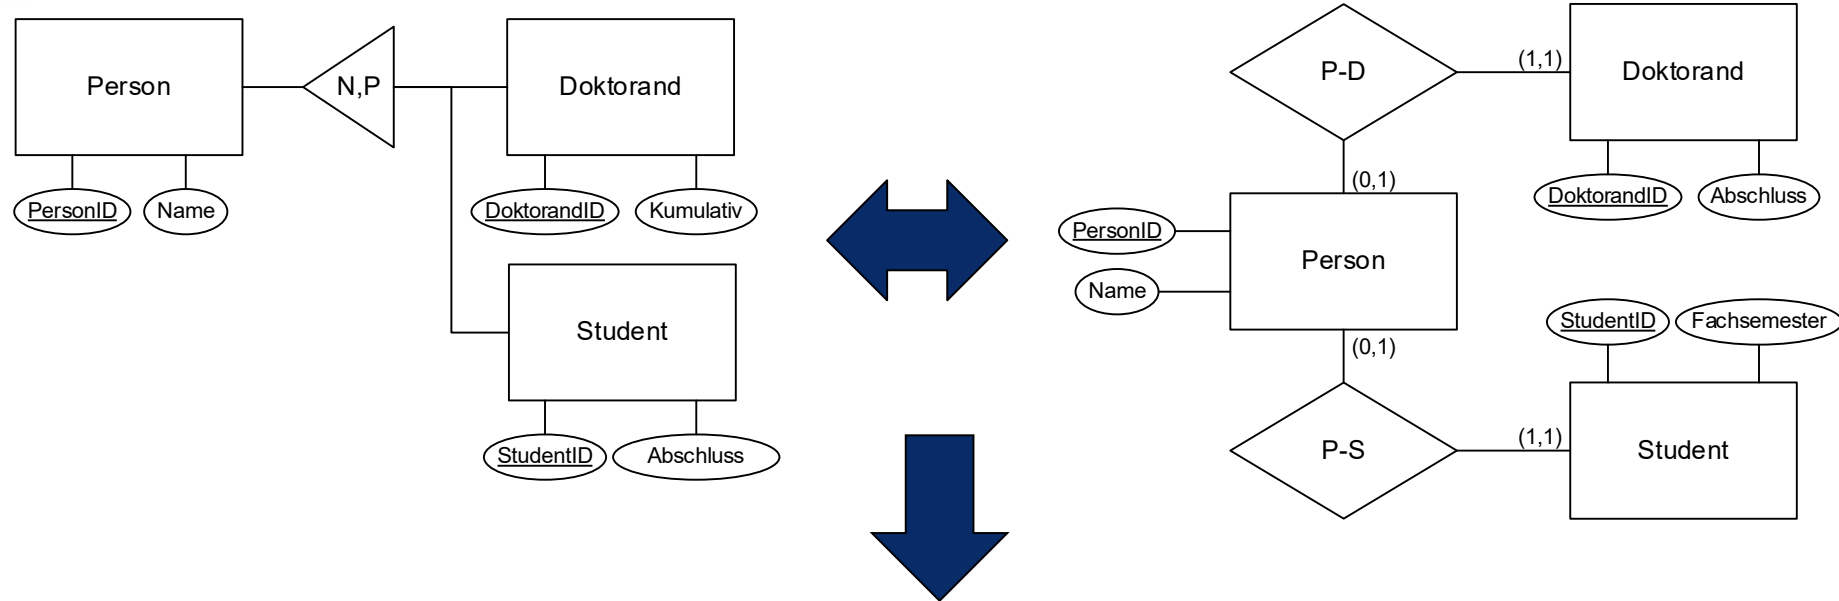 Person
N,P
Doktorand
PersonID
Name
DoktorandID
Kumulativ
Student
StudentID
Abschluss
P-D
(1,1)
Doktorand
DoktorandID
Abschluss
(0,1)
PersonID
Name
Person
(0,1)
StudentID
Fachsemester
P-S
(1,1)
Student